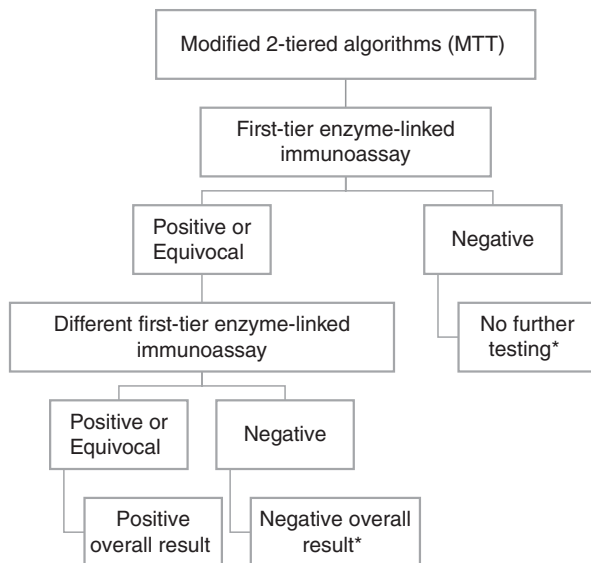 Modified 2-tiered algorithms (MTT)
First-tier enzyme-linked
immunoassay
Positive or
Equivocal
Negative
Different first-tier enzyme-linked
immunoassay
No further
testing*
Positive or
Equivocal
Negative
Positive
overall result
Negative overall
result*